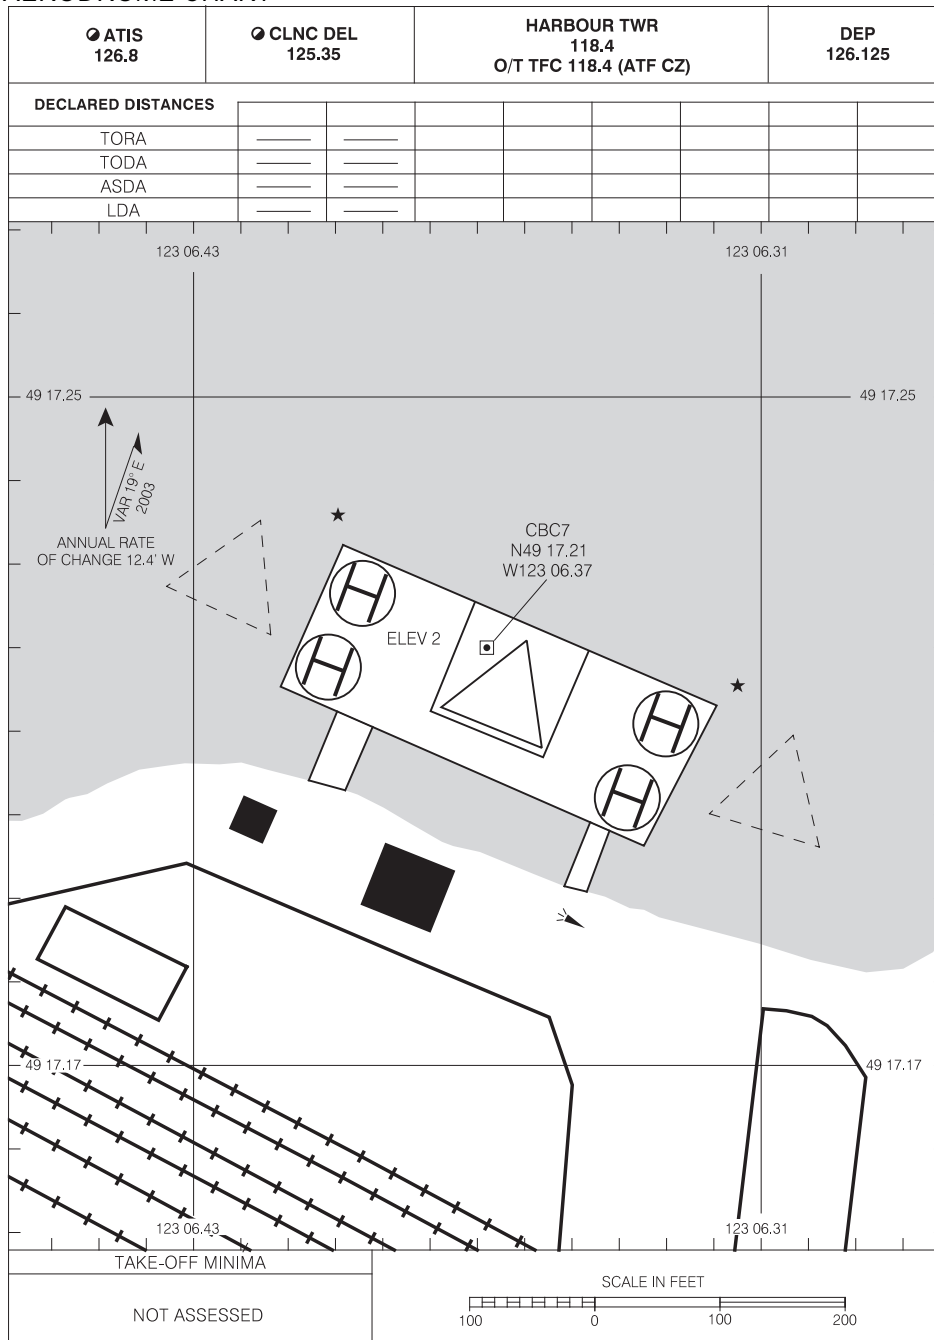 AERODROME CHART
ATIS
126.8
CLNC DEL
125.35
HARBOUR TWR
118.4
O/T TFC 118.4 (ATF CZ)
DEP
126.125
DECLARED DISTANCES
TORA
TODA
ASDA
LDA
123 06.43
123 06.31
49 17.25
49 17.25
VAR 19° E
2003
ANNUAL RATE
OF CHANGE 12.4' W
CBC7
N49 17.21
W123 06.37
H
ELEV 2
H
H
H
49 17.17
49 17.17
123 06.43
123 06.31
TAKE-OFF MINIMA
NOT ASSESSED
SCALE IN FEET
100 0 100 200